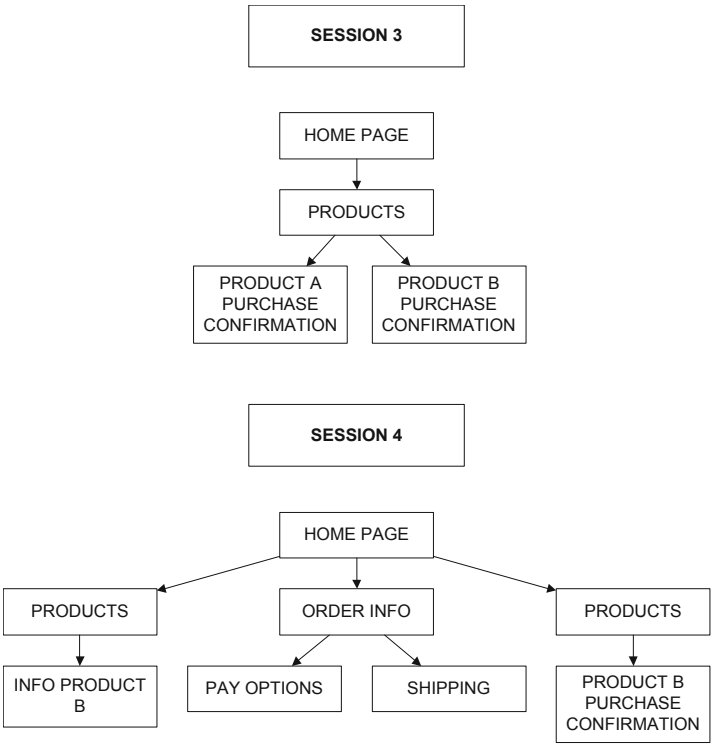 SESSION 3
HOME PAGE
PRODUCTS
PRODUCT A
PURCHASE
CONFIRMATION
PRODUCT B
PURCHASE
CONFIRMATION
SESSION 4
HOME PAGE
PRODUCTS
ORDER INFO
PRODUCTS
INFO PRODUCT
B
PAY OPTIONS
SHIPPING
PRODUCT B
PURCHASE
CONFIRMATION